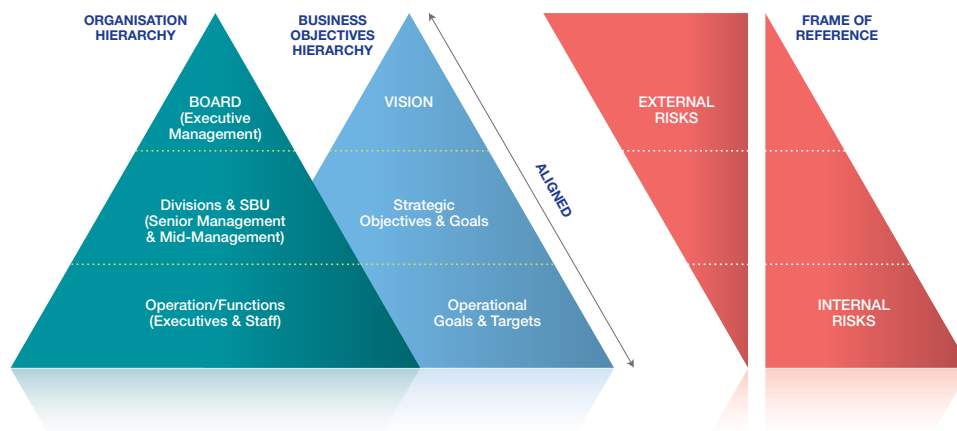 ORGANISATION
HIERARCHY
BUSINESS
OBJECTIVES
HIERARCHY
FRAME OF
REFERENCE
BOARD
(Executive
Management)
VISION
EXTERNAL
RISKS
ALIGNED
Divisions & SBU
(Senior Management
& Mid-Management)
Strategic
Objectives & Goals
Operation/Functions
(Executives & Staff)
Operational
Goals & Targets
INTERNAL
RISKS